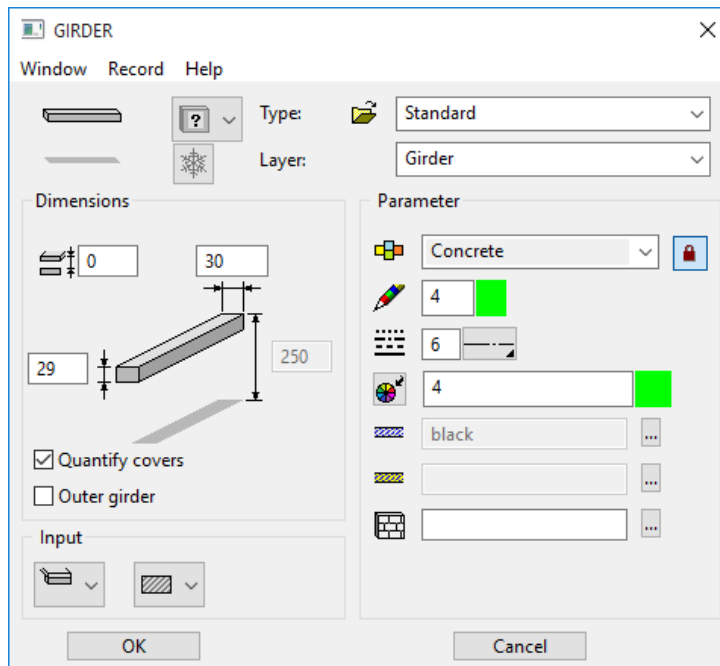 GIRDER
Window Record Help
? Type: Standard
Layer: Girder
Dimensions
0 30
29 250
Quantify covers
Outer girder
Input
Parameter
Concrete
4
6
4
black ...
...
...
OK Cancel